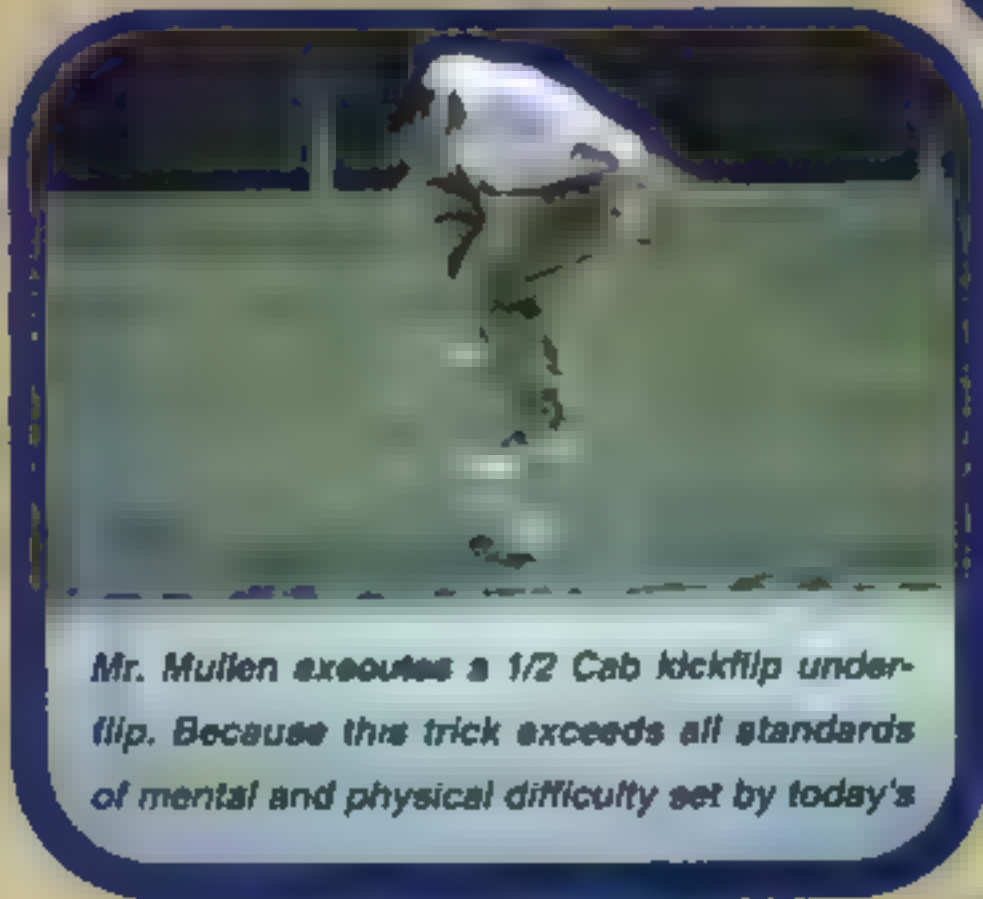 Mr. Mullen executes a 1/2 Cab kickflip under-
flip. Because this trick exceeds all standards
of mental and physical difficulty set by today's